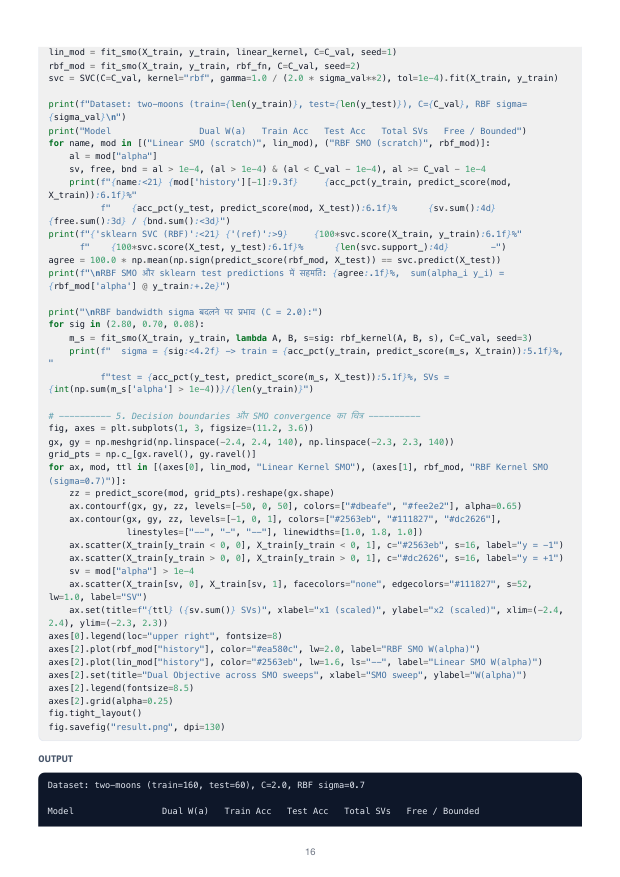 lin_mod = fit_smo(X_train, y_train, linear_kernel, C=C_val, seed=1)
rbf_mod = fit_smo(X_train, y_train, rbf_fn, C=C_val, seed=2)
svc = SVC(C=C_val, kernel="rbf", gamma=1.0 / (2.0 * sigma_val**2), tol=1e-4).fit(X_train, y_train)

print(f"Dataset: two-moons (train={len(y_train)}, test={len(y_test)}), C={C_val}, RBF sigma=
{sigma_val}\n")
print("Model                Dual W(a)   Train Acc   Test Acc   Total SVs   Free / Bounded")
for name, mod in [("Linear SMO (scratch)", lin_mod), ("RBF SMO (scratch)", rbf_mod)]:
    al = mod["alpha"]
    sv, free, bnd = al > 1e-4, (al > 1e-4) & (al < C_val - 1e-4), al >= C_val - 1e-4
    print(f"{name:<21} {mod['history'][-1]:9.3f}     {acc_pct(y_train, predict_score(mod,
X_train)):6.1f}%"
          f"    {acc_pct(y_test, predict_score(mod, X_test)):6.1f}%      {sv.sum():4d}
{free.sum():3d} / {bnd.sum():<3d}")
print(f"{'sklearn SVC (RBF)':<21} {'(ref)':>9}     {100*svc.score(X_train, y_train):6.1f}%"
      f"    {100*svc.score(X_test, y_test):6.1f}%      {len(svc.support_):4d}        —")
agree = 100.0 * np.mean(np.sign(predict_score(rbf_mod, X_test)) == svc.predict(X_test))
print(f"\nRBF SMO और sklearn test predictions में सहमति: {agree:.1f}%,  sum(alpha_i y_i) =
{rbf_mod['alpha'] @ y_train:+.2e}")

print("\nRBF bandwidth sigma बदलने पर प्रभाव (C = 2.0):")
for sig in (2.80, 0.70, 0.08):
    m_s = fit_smo(X_train, y_train, lambda A, B, s=sig: rbf_kernel(A, B, s), C=C_val, seed=3)
    print(f"  sigma = {sig:<4.2f} -> train = {acc_pct(y_train, predict_score(m_s, X_train)):5.1f}%,
"
          f"test = {acc_pct(y_test, predict_score(m_s, X_test)):5.1f}%, SVs =
{int(np.sum(m_s['alpha'] > 1e-4))}/{len(y_train)}")

# —————————— 5. Decision boundaries और SMO convergence का चित्र ——————————
fig, axes = plt.subplots(1, 3, figsize=(11.2, 3.6))
gx, gy = np.meshgrid(np.linspace(-2.4, 2.4, 140), np.linspace(-2.3, 2.3, 140))
grid_pts = np.c_[gx.ravel(), gy.ravel()]
for ax, mod, ttl in [(axes[0], lin_mod, "Linear Kernel SMO"), (axes[1], rbf_mod, "RBF Kernel SMO
(sigma=0.7)")]:
    zz = predict_score(mod, grid_pts).reshape(gx.shape)
    ax.contourf(gx, gy, zz, levels=[-50, 0, 50], colors=["#dbeafe", "#fee2e2"], alpha=0.65)
    ax.contour(gx, gy, zz, levels=[-1, 0, 1], colors=["#2563eb", "#111827", "#dc2626"],
               linestyles=["--", "-", "--"], linewidths=[1.0, 1.8, 1.0])
    ax.scatter(X_train[y_train < 0, 0], X_train[y_train < 0, 1], c="#2563eb", s=16, label="y = −1")
    ax.scatter(X_train[y_train > 0, 0], X_train[y_train > 0, 1], c="#dc2626", s=16, label="y = +1")
    sv = mod["alpha"] > 1e-4
    ax.scatter(X_train[sv, 0], X_train[sv, 1], facecolors="none", edgecolors="#111827", s=52,
lw=1.0, label="SV")
    ax.set(title=f"{ttl} ({sv.sum()} SVs)", xlabel="x1 (scaled)", ylabel="x2 (scaled)", xlim=(-2.4,
2.4), ylim=(-2.3, 2.3))
axes[0].legend(loc="upper right", fontsize=8)
axes[2].plot(rbf_mod["history"], color="#ea580c", lw=2.0, label="RBF SMO W(alpha)")
axes[2].plot(lin_mod["history"], color="#2563eb", lw=1.6, ls="--", label="Linear SMO W(alpha)")
axes[2].set(title="Dual Objective across SMO sweeps", xlabel="SMO sweep", ylabel="W(alpha)")
axes[2].legend(fontsize=8.5)
axes[2].grid(alpha=0.25)
fig.tight_layout()
fig.savefig("result.png", dpi=130)

OUTPUT

Dataset: two-moons (train=160, test=60), C=2.0, RBF sigma=0.7

Model                Dual W(a)   Train Acc   Test Acc   Total SVs   Free / Bounded

16